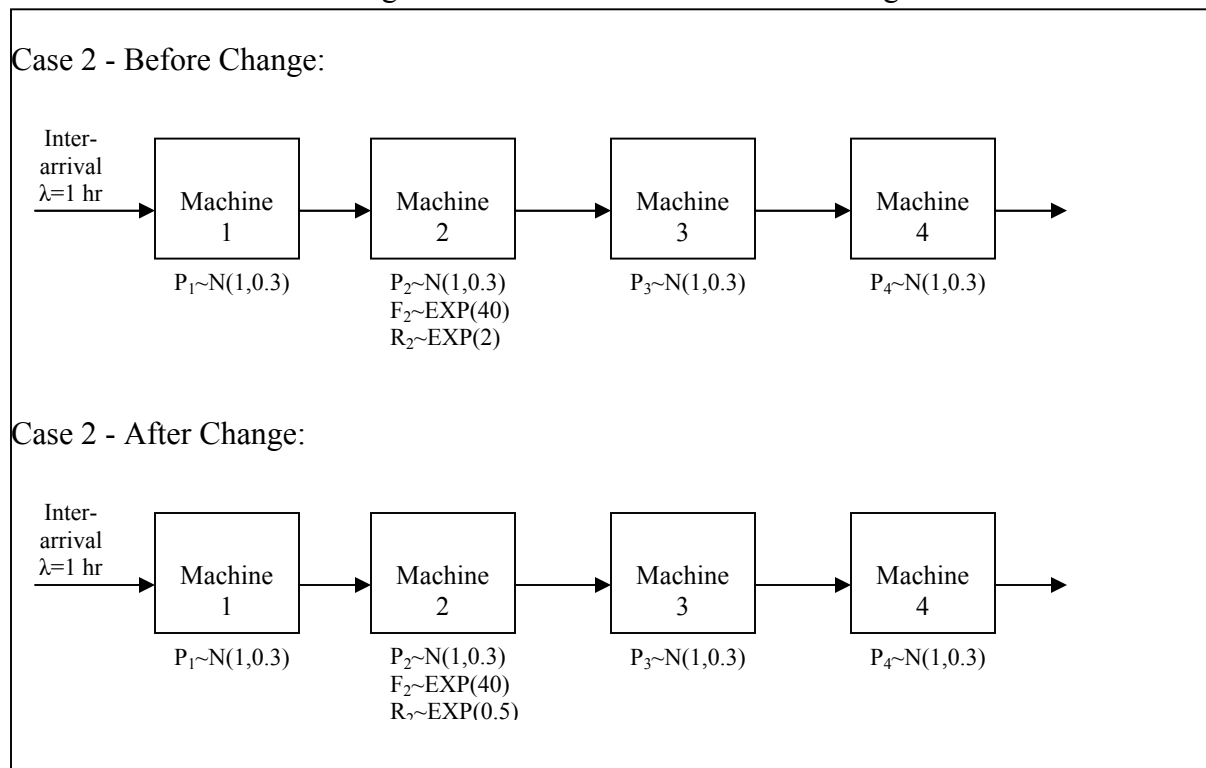 Case 2 - Before Change:
Inter-
arrival
λ=1 hr
Machine
1
Machine
2
Machine
3
Machine
4
P₁~N(1,0.3)
P₂~N(1,0.3)
F₂~EXP(40)
R₂~EXP(2)
P₃~N(1,0.3)
P₄~N(1,0.3)
Case 2 - After Change:
Inter-
arrival
λ=1 hr
Machine
1
Machine
2
Machine
3
Machine
4
P₁~N(1,0.3)
P₂~N(1,0.3)
F₂~EXP(40)
R₂~EXP(0.5)
P₃~N(1,0.3)
P₄~N(1,0.3)